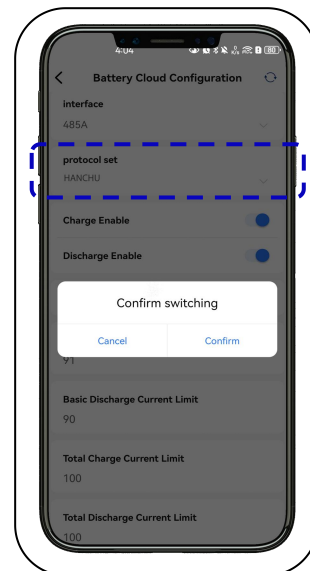 4:04
80
Battery Cloud Configuration
interface
485A
protocol set
HANCHU
Charge Enable
Discharge Enable
Confirm switching
Cancel Confirm
91
Basic Discharge Current Limit
90
Total Charge Current Limit
100
Total Discharge Current Limit
100